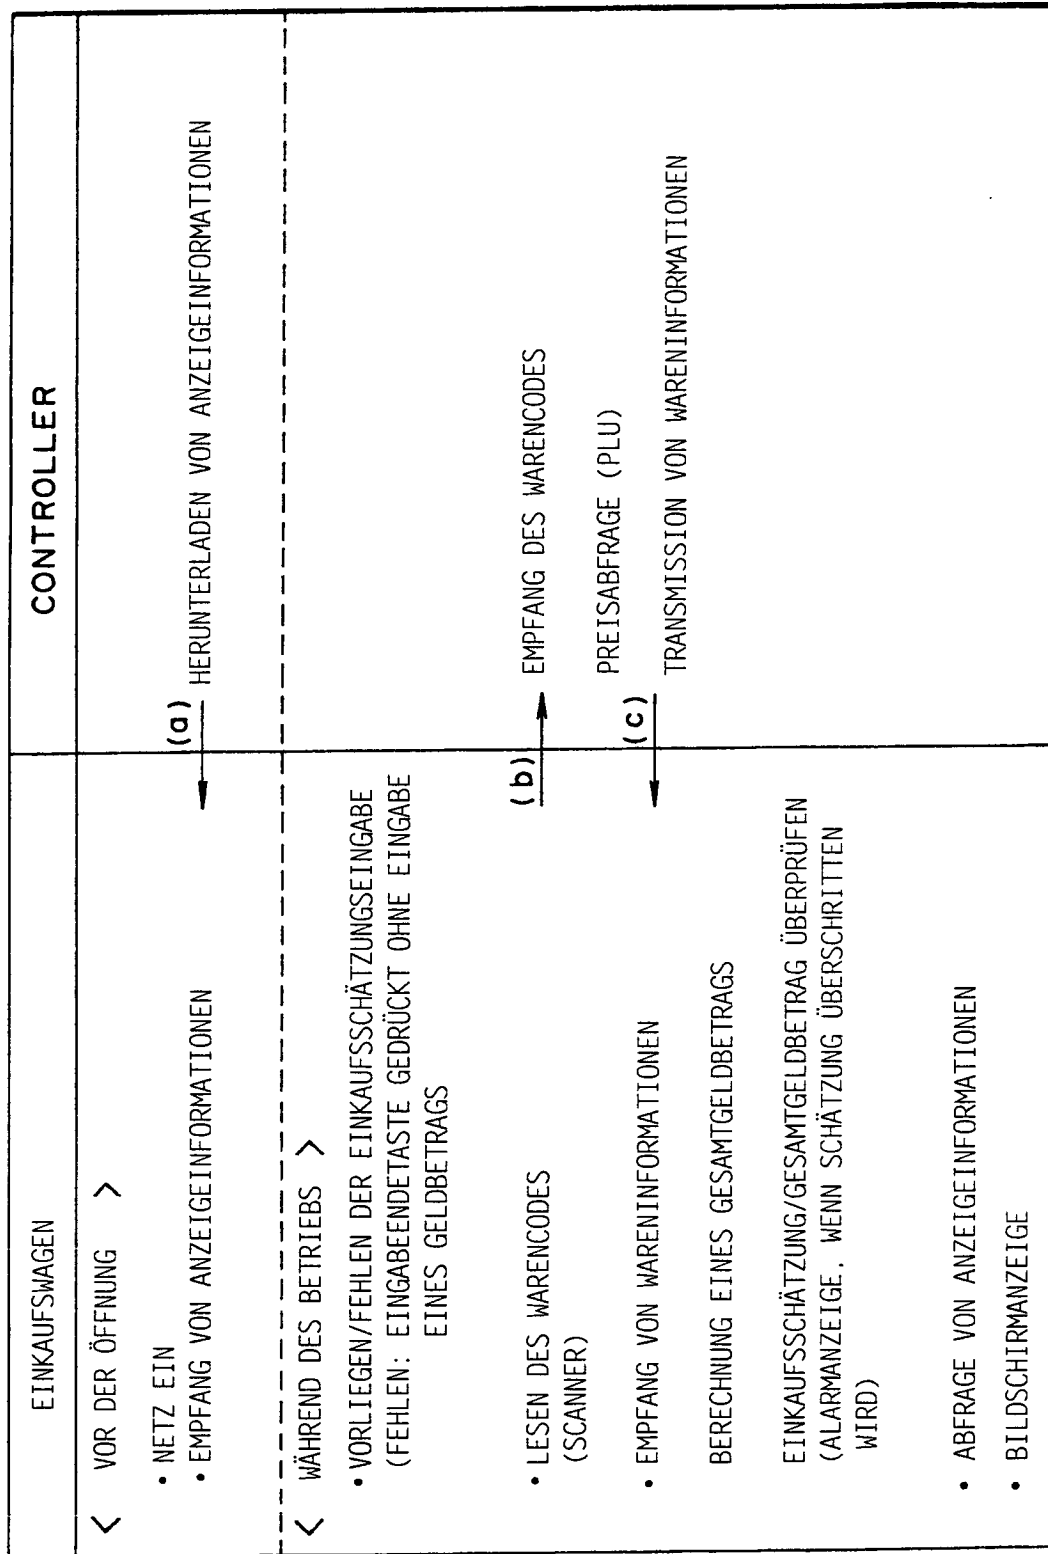 EINKAUFSWAGEN
CONTROLLER
< VOR DER ÖFFNUNG >
• NETZ EIN
(a)
• EMPFANG VON ANZEIGEINFORMATIONEN
HERUNTERLADEN VON ANZEIGEINFORMATIONEN
< WÄHREND DES BETRIEBS >
• VORLIEGEN/FEHLEN DER EINKAUFSSCHÄTZUNGSEINGABE
(FEHLEN: EINGABEENDETASTE GEDRÜCKT OHNE EINGABE
EINES GELDBETRAGS
(b)
• LESEN DES WARENCODES
EMPFANG DES WARENCODES
(SCANNER)
PREISABFRAGE (PLU)
(c)
• EMPFANG VON WARENINFORMATIONEN
TRANSMISSION VON WARENINFORMATIONEN
BERECHNUNG EINES GESAMTGELDBETRAGS
EINKAUFSSCHÄTZUNG/GESAMTGELDBETRAG ÜBERPRÜFEN
(ALARMANZEIGE, WENN SCHÄTZUNG ÜBERSCHRITTEN
WIRD)
• ABFRAGE VON ANZEIGEINFORMATIONEN
• BILDSCHIRMANZEIGE